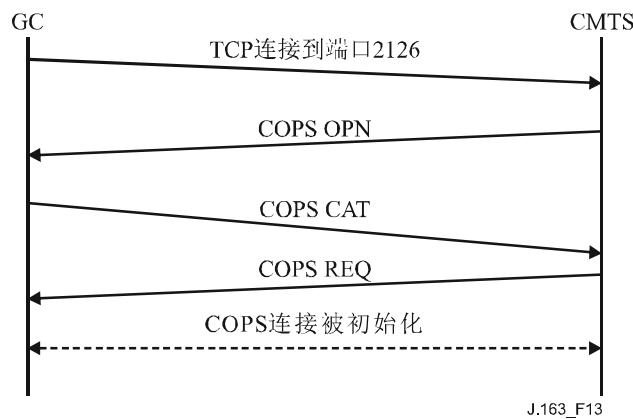 GC
CMTS
TCP连接到端口2126
COPS OPN
COPS CAT
COPS REQ
COPS连接被初始化
J.163_F13